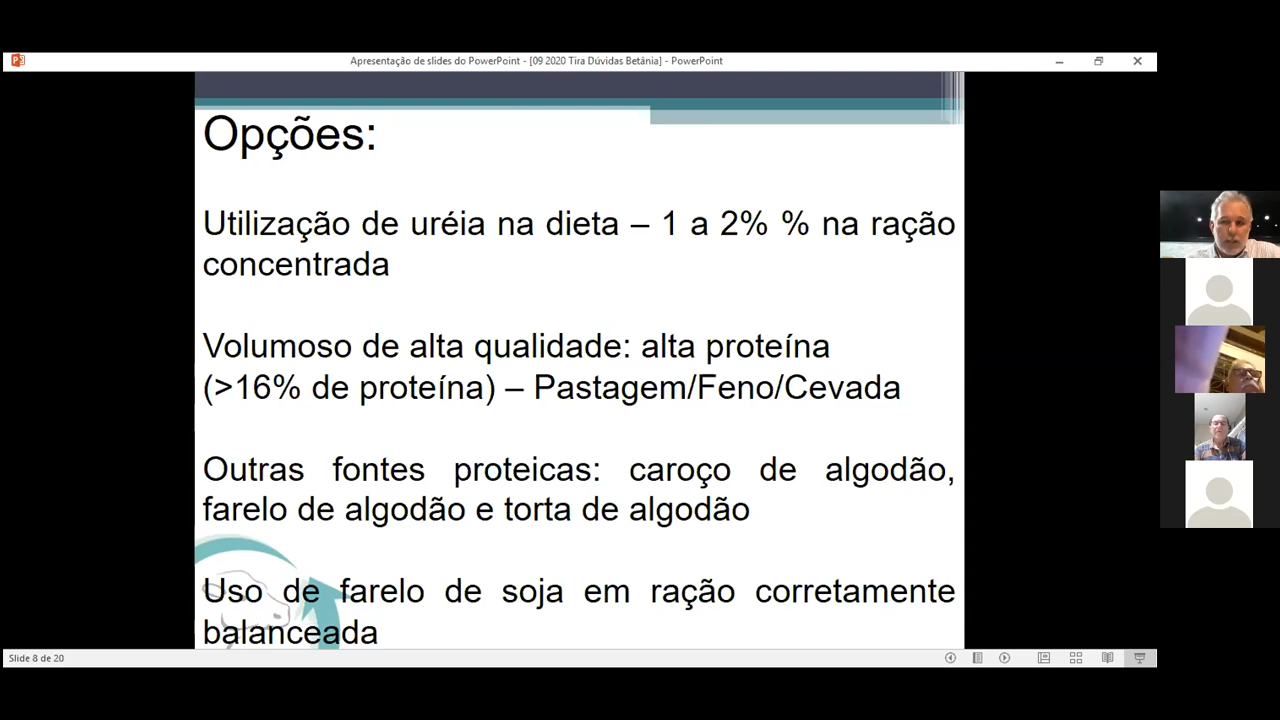 Apresentação de slides do PowerPoint - [09 2020 Tira Dúvidas Betânia] - PowerPoint
Opções:
Utilização de uréia na dieta – 1 a 2% % na ração
concentrada
Volumoso de alta qualidade: alta proteína
(>16% de proteína) – Pastagem/Feno/Cevada
Outras fontes proteicas: caroço de algodão,
farelo de algodão e torta de algodão
Uso de farelo de soja em ração corretamente
balanceada
Slide 8 de 20